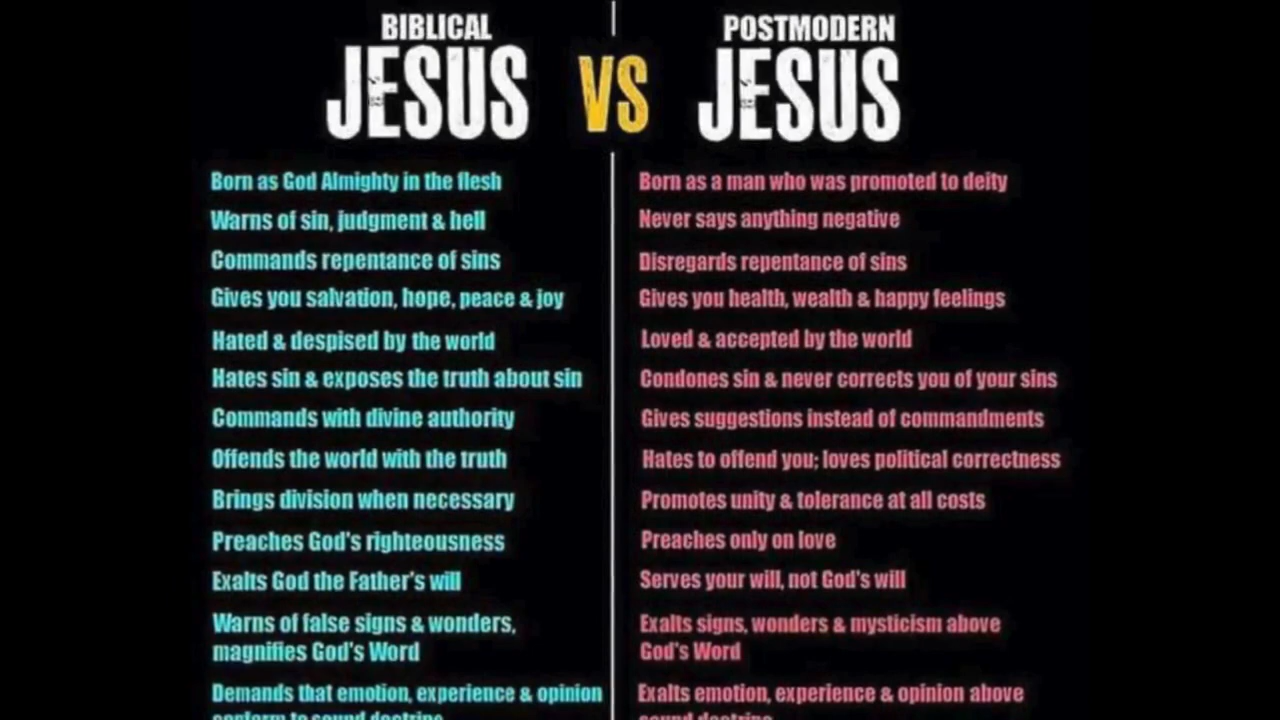 BIBLICAL
JESUS
VS
POSTMODERN
JESUS
Born as God Almighty in the flesh
Warns of sin, judgment & hell
Commands repentance of sins
Gives you salvation, hope, peace & joy
Hated & despised by the world
Hates sin & exposes the truth about sin
Commands with divine authority
Offends the world with the truth
Brings division when necessary
Preaches God's righteousness
Exalts God the Father's will
Warns of false signs & wonders,
magnifies God's Word
Demands that emotion, experience & opinion
conform to sound doctrine
Born as a man who was promoted to deity
Never says anything negative
Disregards repentance of sins
Gives you health, wealth & happy feelings
Loved & accepted by the world
Condones sin & never corrects you of your sins
Gives suggestions instead of commandments
Hates to offend you; loves political correctness
Promotes unity & tolerance at all costs
Preaches only on love
Serves your will, not God's will
Exalts signs, wonders & mysticism above
God's Word
Exalts emotion, experience & opinion above
sound doctrine